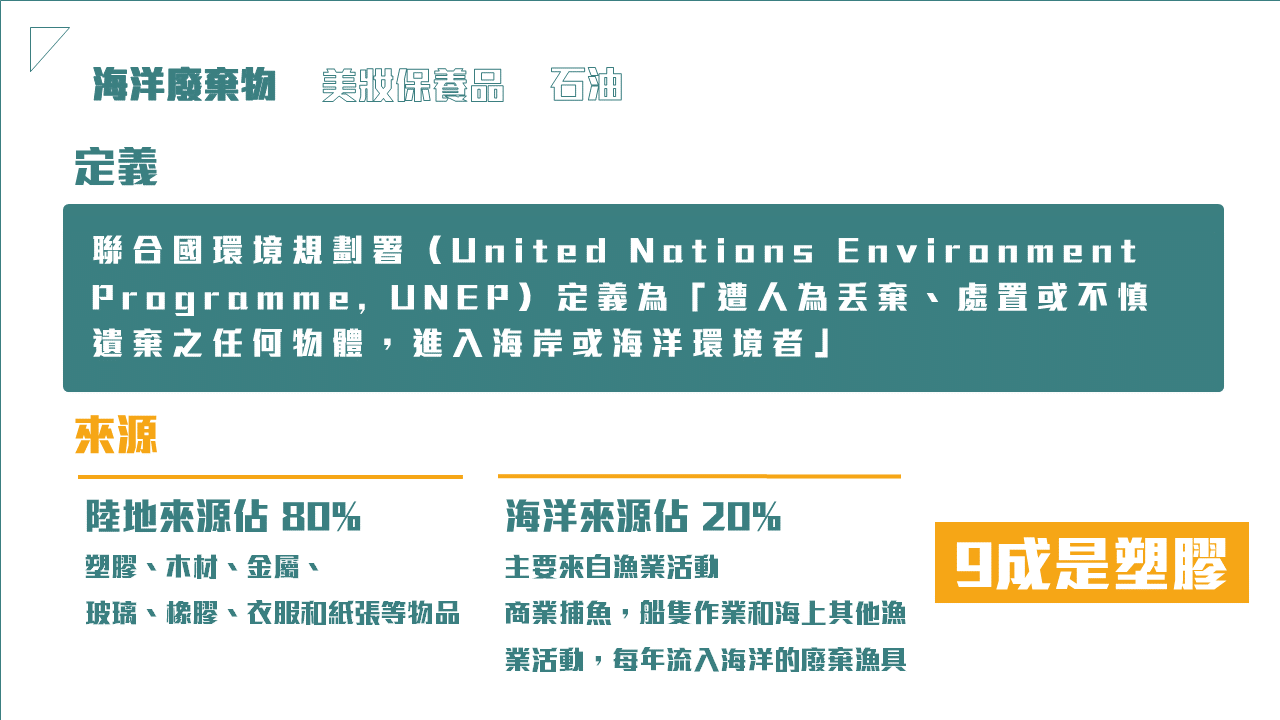 海洋廢棄物 美妝保養品 石油
定義
聯合國環境規劃署（United Nations Environment
Programme, UNEP）定義為「遭人為丟棄、處置或不慎
遺棄之任何物體，進入海岸或海洋環境者」
來源
陸地來源佔 80%
塑膠、木材、金屬、
玻璃、橡膠、衣服和紙張等物品
海洋來源佔 20%
主要來自漁業活動
商業捕魚，船隻作業和海上其他漁
業活動，每年流入海洋的廢棄漁具
9成是塑膠